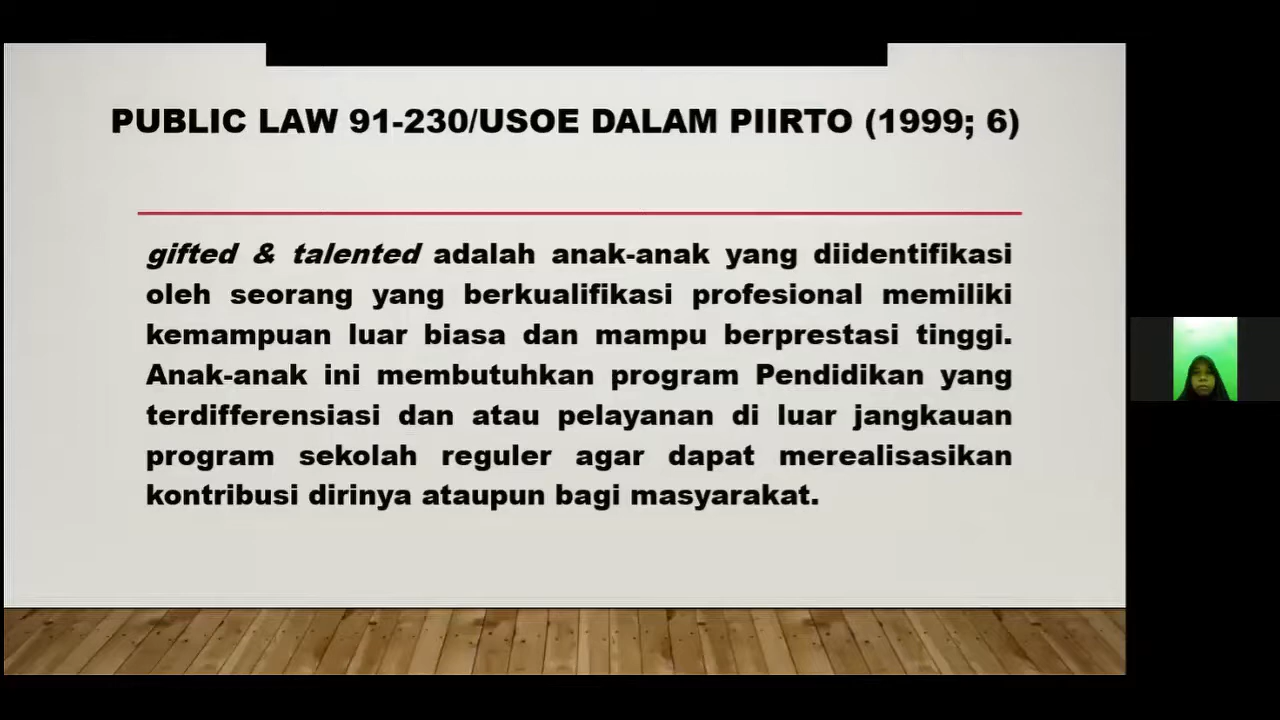 PUBLIC LAW 91-230/USOE DALAM PIIRTO (1999; 6)
gifted & talented adalah anak-anak yang diidentifikasi
oleh seorang yang berkualifikasi profesional memiliki
kemampuan luar biasa dan mampu berprestasi tinggi.
Anak-anak ini membutuhkan program Pendidikan yang
terdifferensiasi dan atau pelayanan di luar jangkauan
program sekolah reguler agar dapat merealisasikan
kontribusi dirinya ataupun bagi masyarakat.